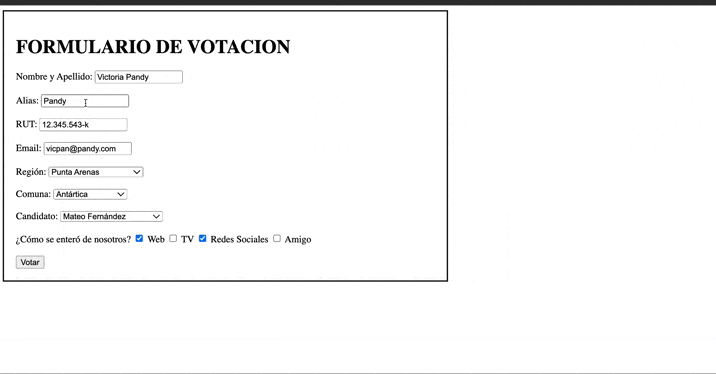 FORMULARIO DE VOTACION
Nombre y Apellido: Victoria Pandy
Alias: Pandy
RUT: 12.345.543-k
Email: vicpan@pandy.com
Región: Punta Arenas
Comuna: Antártica
Candidato: Mateo Fernández
¿Cómo se enteró de nosotros? Web TV Redes Sociales Amigo
Votar